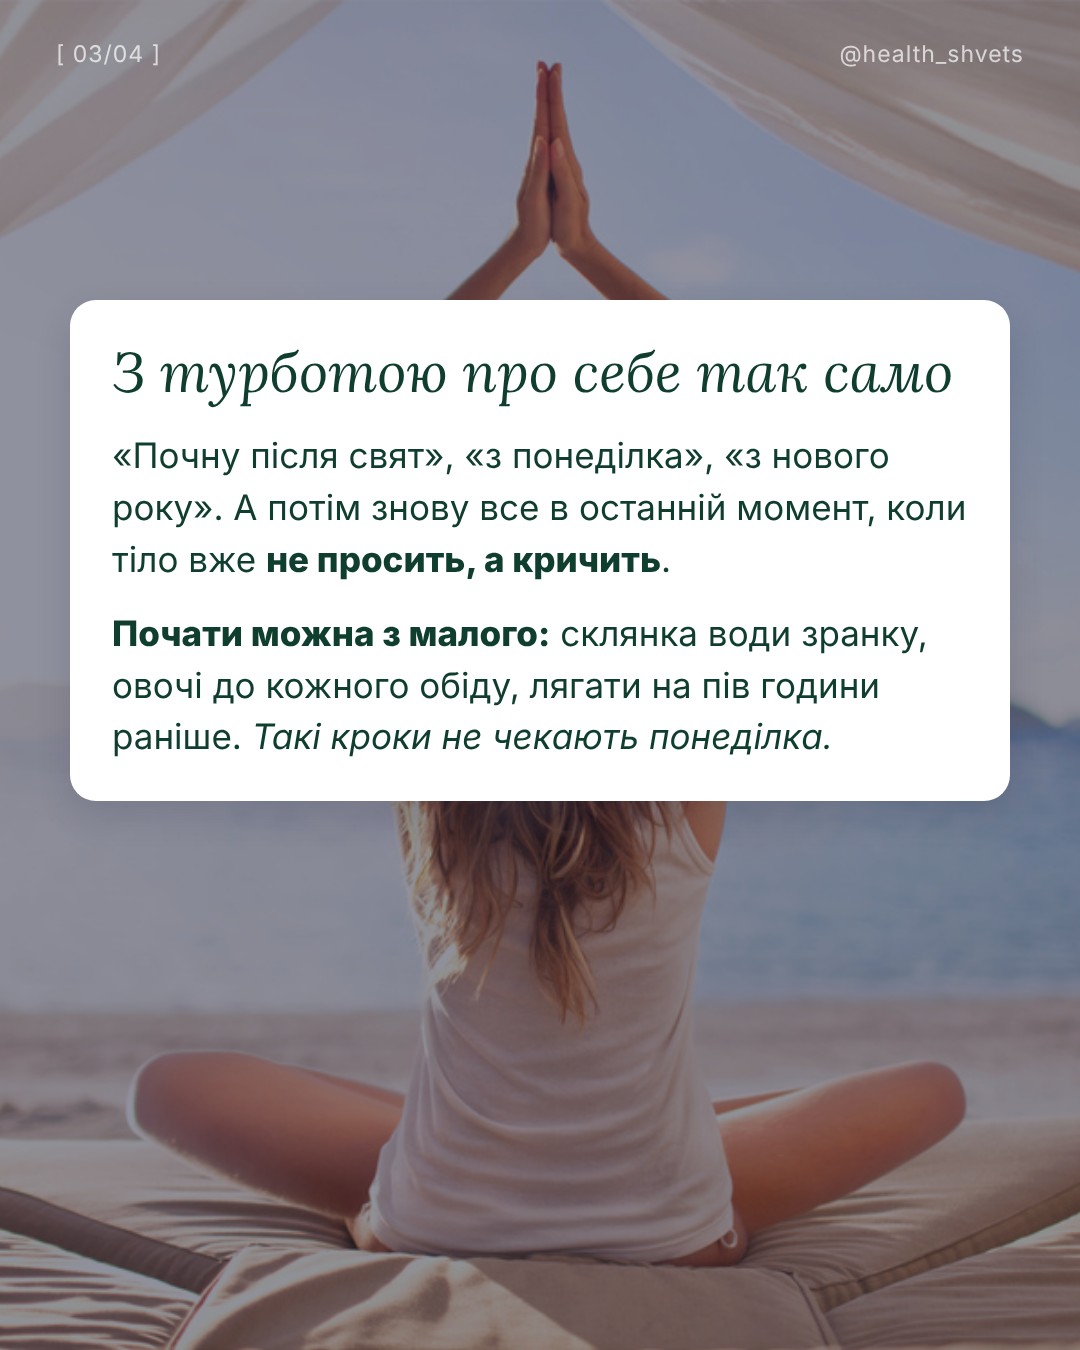 [ 03/04 ]
@health_shvets
З турботою про себе так само
«Почну після свят», «з понеділка», «з нового
року». А потім знову все в останній момент, коли
тіло вже не просить, а кричить.
Почати можна з малого: склянка води зранку,
овочі до кожного обіду, лягати на пів години
раніше. Такі кроки не чекають понеділка.